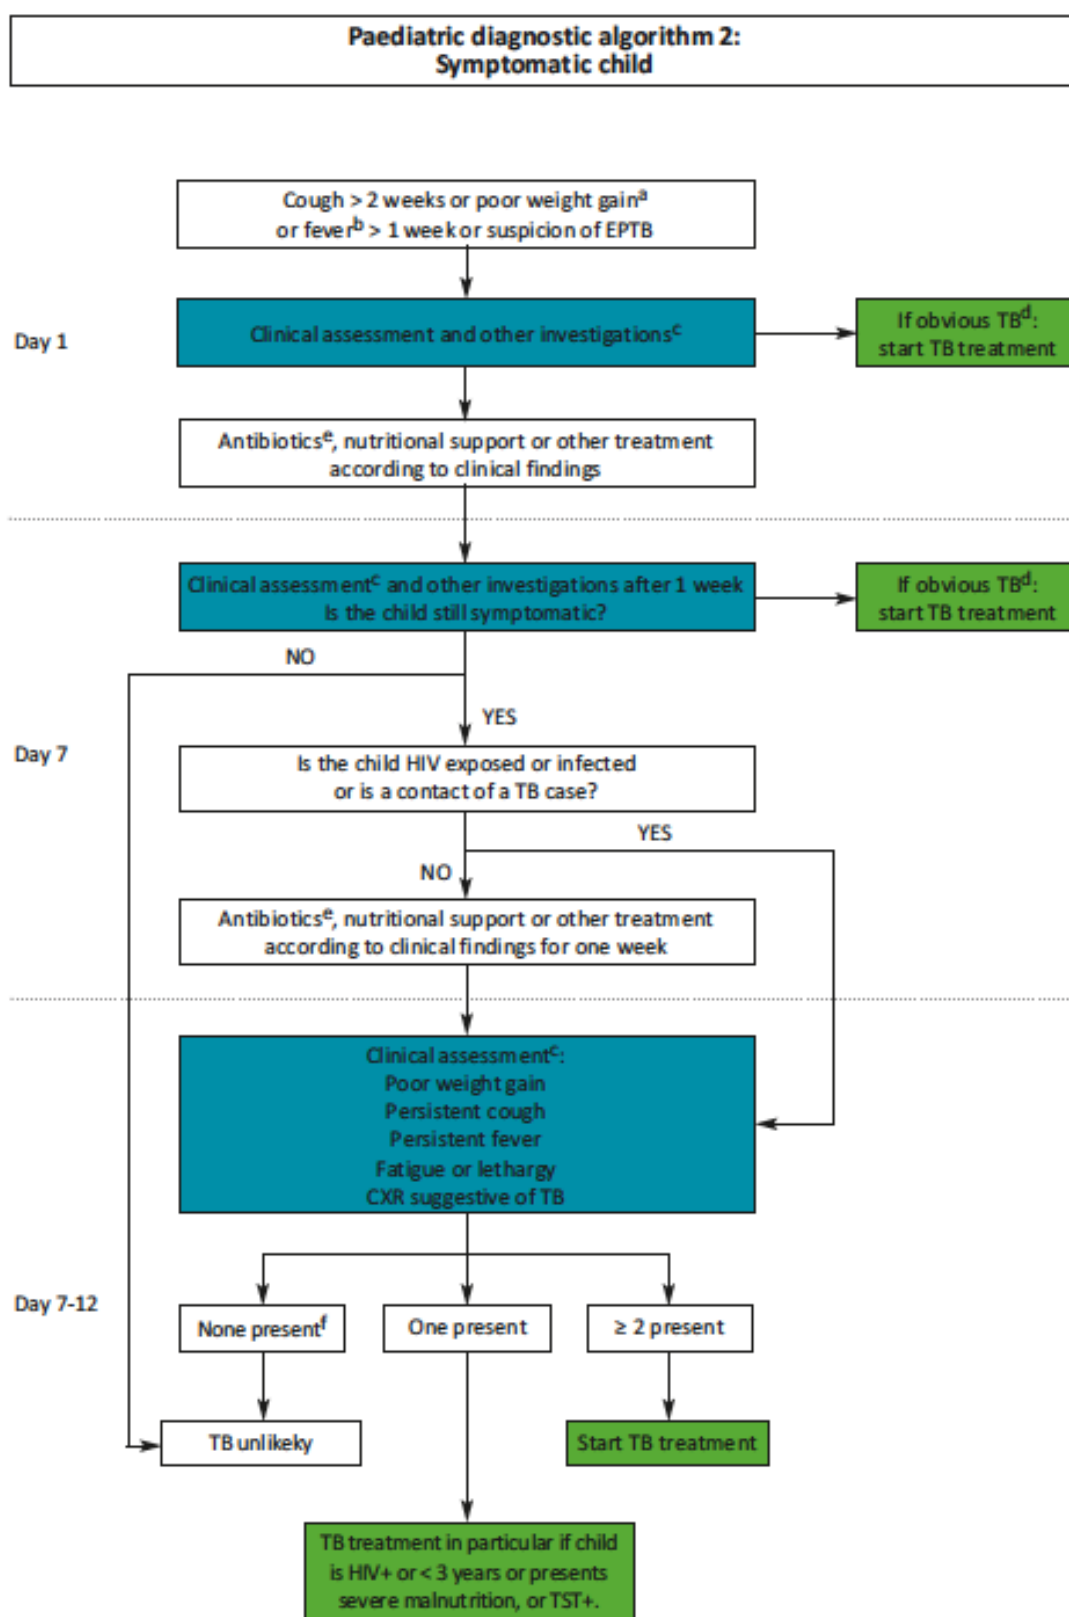 Paediatric diagnostic algorithm 2:
Symptomatic child
Cough > 2 weeks or poor weight gainᵃ
or feverᵇ > 1 week or suspicion of EPTB
Day 1
Clinical assessment and other investigationsᶜ
If obvious TBᵈ:
start TB treatment
Antibioticsᵉ, nutritional support or other treatment
according to clinical findings
Clinical assessmentᶜ and other investigations after 1 week
Is the child still symptomatic?
If obvious TBᵈ:
start TB treatment
NO
YES
Day 7
Is the child HIV exposed or infected
or is a contact of a TB case?
YES
NO
Antibioticsᵉ, nutritional support or other treatment
according to clinical findings for one week
Clinical assessmentᶜ:
Poor weight gain
Persistent cough
Persistent fever
Fatigue or lethargy
CXR suggestive of TB
Day 7-12
None presentᶠ
One present
≥ 2 present
TB unlikeky
Start TB treatment
TB treatment in particular if child
is HIV+ or < 3 years or presents
severe malnutrition, or TST+.